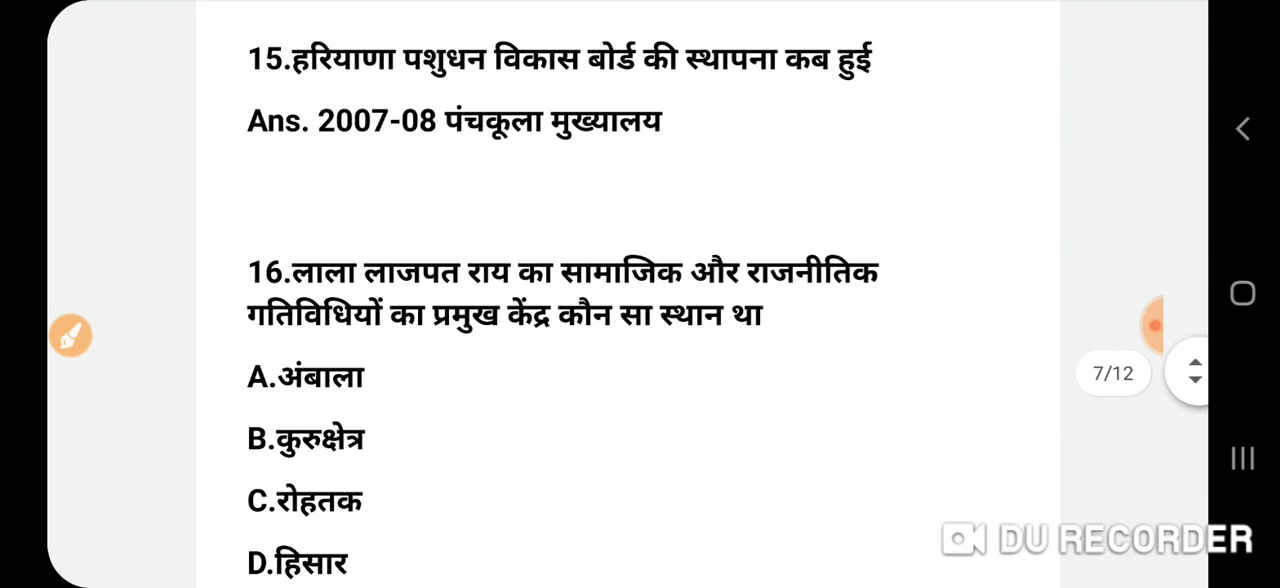 15.हरियाणा पशुधन विकास बोर्ड की स्थापना कब हुई
Ans. 2007-08 पंचकूला मुख्यालय
16.लाला लाजपत राय का सामाजिक और राजनीतिक
गतिविधियों का प्रमुख केंद्र कौन सा स्थान था
A.अंबाला
B.कुरुक्षेत्र
C.रोहतक
D.हिसार
7/12
DU RECORDER